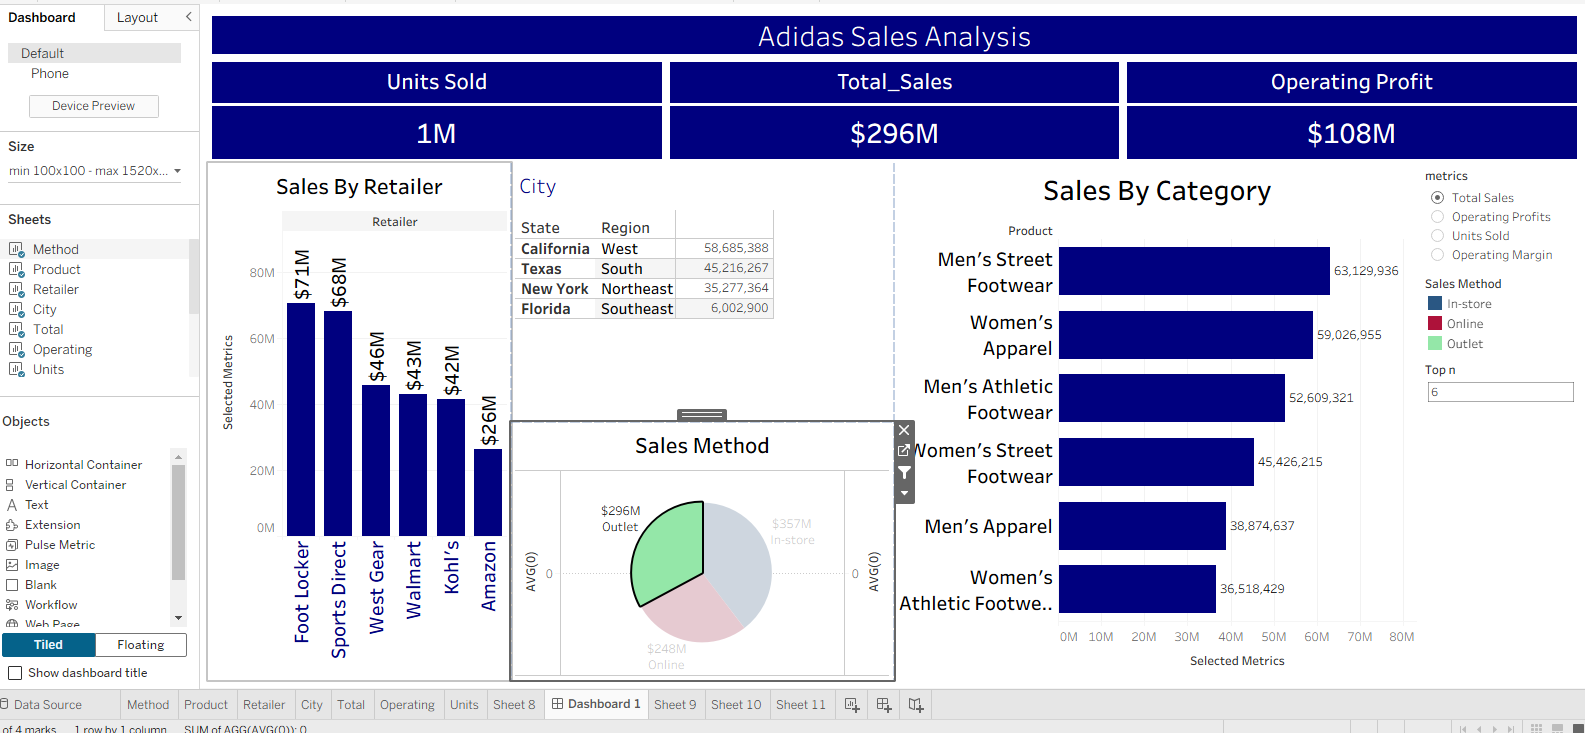 Dashboard
Layout
Default
Phone
Device Preview
Size
min 100x100 - max 1520x...
Sheets
Method
Product
Retailer
City
Total
Operating
Units
Objects
Horizontal Container
Vertical Container
Text
Extension
Pulse Metric
Image
Blank
Workflow
Web Page
Tiled
Floating
Show dashboard title
Adidas Sales Analysis
Units Sold
1M
Total_Sales
$296M
Operating Profit
$108M
Sales By Retailer
Retailer
Selected Metrics
80M
60M
40M
20M
0M
$71M
$68M
$46M
$43M
$42M
$26M
Foot Locker
Sports Direct
West Gear
Walmart
Kohl's
Amazon
City
State Region
California West 58,685,388
Texas South 45,216,267
New York Northeast 35,277,364
Florida Southeast 6,002,900
Sales Method
AVG(0)
0
$296M
Outlet
$357M
In-store
$248M
Online
0
AVG(0)
Sales By Category
Product
Men's Street
Footwear
63,129,936
Women's
Apparel
59,026,955
Men's Athletic
Footwear
52,609,321
Women's Street
Footwear
45,426,215
Men's Apparel
38,874,637
Women's
Athletic Footwe..
36,518,429
0M 10M 20M 30M 40M 50M 60M 70M 80M
Selected Metrics
metrics
Total Sales
Operating Profits
Units Sold
Operating Margin
Sales Method
In-store
Online
Outlet
Top n
6
Data Source Method Product Retailer City Total Operating Units Sheet 8 Dashboard 1 Sheet 9 Sheet 10 Sheet 11
of 4 marks 1 row by 1 column SUM of AGG(AVG(0)): 0